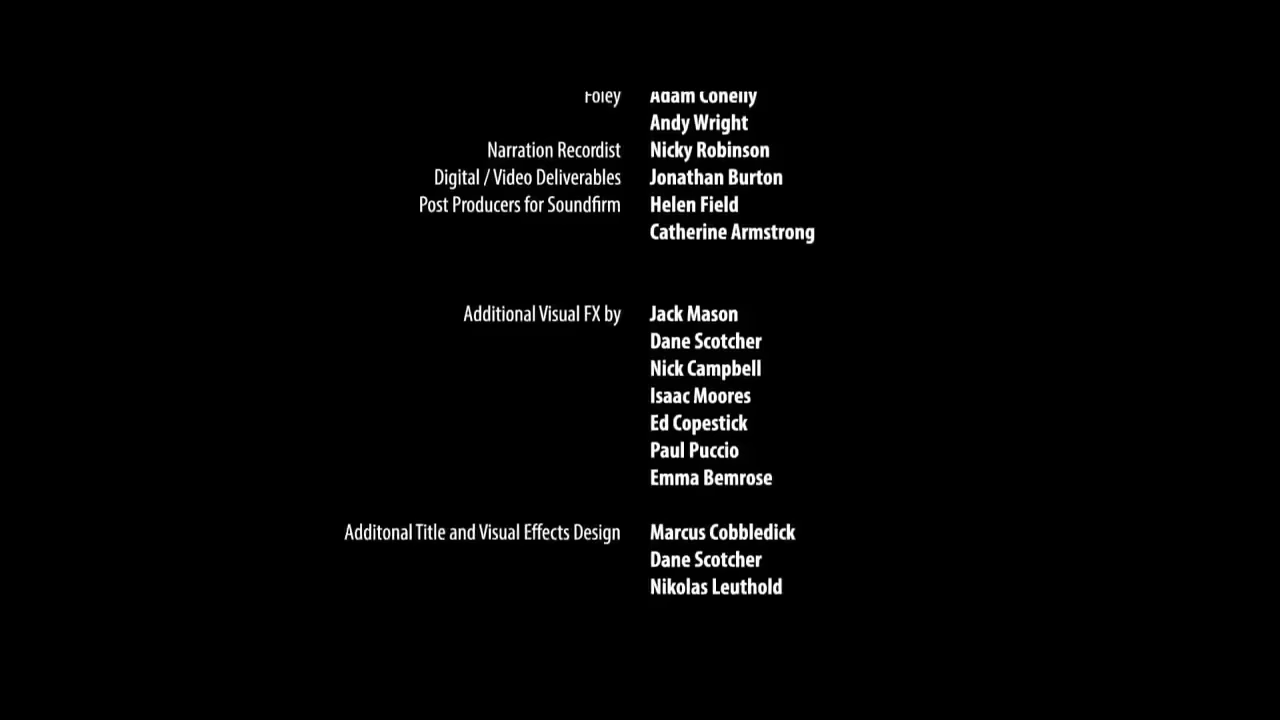 Foley Adam Conelly
Andy Wright
Narration Recordist Nicky Robinson
Digital / Video Deliverables Jonathan Burton
Post Producers for Soundfirm Helen Field
Catherine Armstrong
Additional Visual FX by Jack Mason
Dane Scotcher
Nick Campbell
Isaac Moores
Ed Copestick
Paul Puccio
Emma Bemrose
Additonal Title and Visual Effects Design Marcus Cobbledick
Dane Scotcher
Nikolas Leuthold